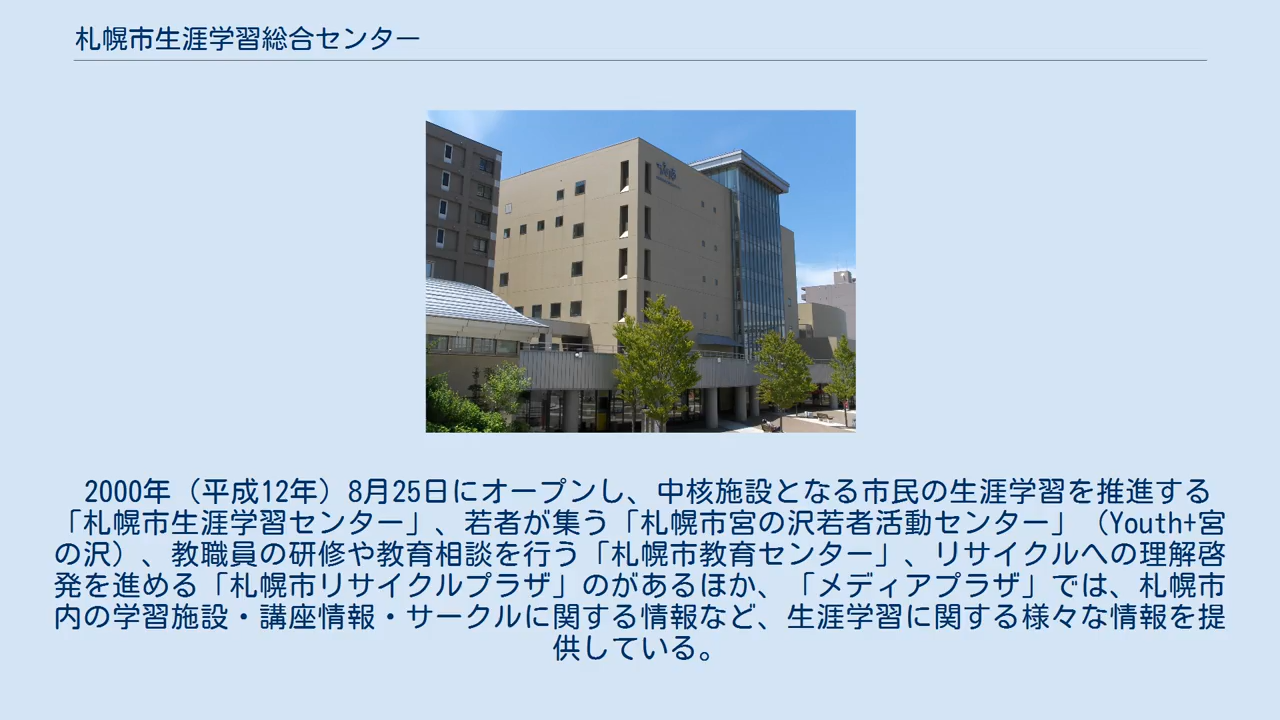 札幌市生涯学習総合センター
2000年（平成12年）8月25日にオープンし、中核施設となる市民の生涯学習を推進する
「札幌市生涯学習センター」、若者が集う「札幌市宮の沢若者活動センター」（Youth+宮
の沢）、教職員の研修や教育相談を行う「札幌市教育センター」、リサイクルへの理解啓
発を進める「札幌市リサイクルプラザ」のがあるほか、「メディアプラザ」では、札幌市
内の学習施設・講座情報・サークルに関する情報など、生涯学習に関する様々な情報を提
供している。